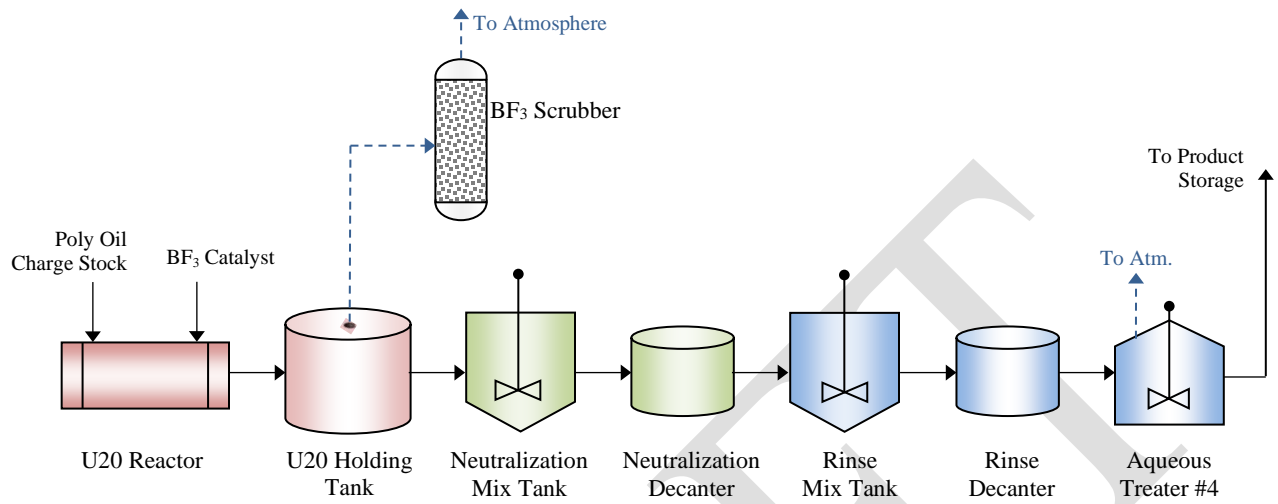 To Atmosphere
BF₃ Scrubber
To Product
Storage
Poly Oil
Charge Stock
BF₃ Catalyst
To Atm.
U20 Reactor
U20 Holding
Tank
Neutralization
Mix Tank
Neutralization
Decanter
Rinse
Mix Tank
Rinse
Decanter
Aqueous
Treater #4